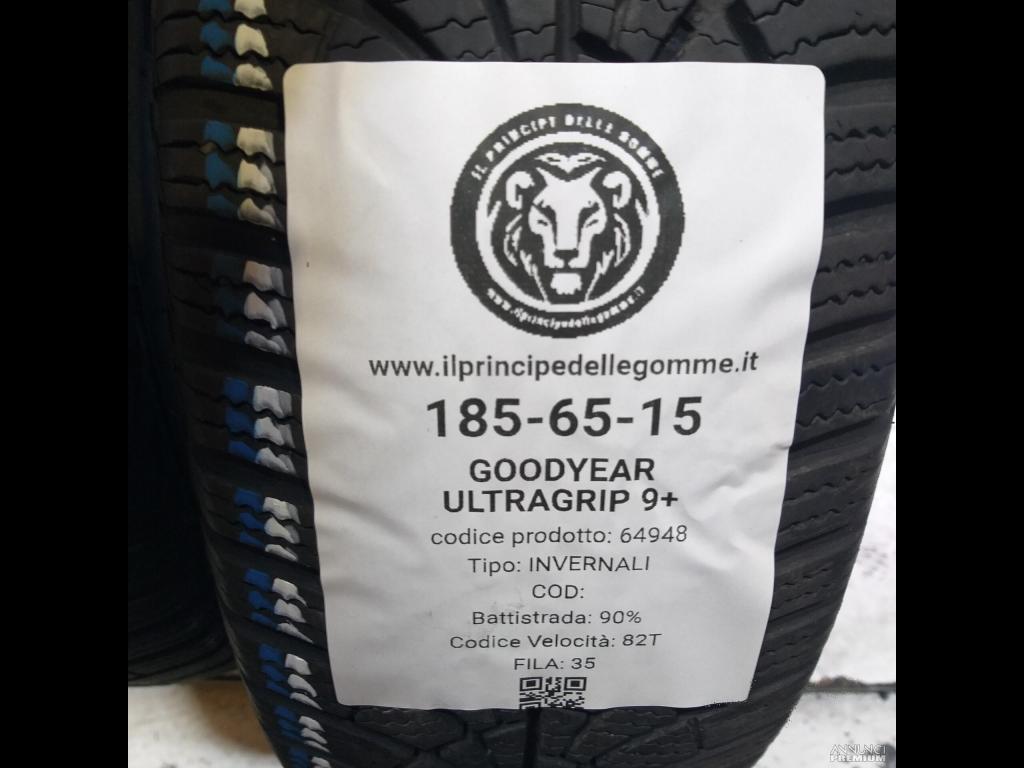 IL PRINCIPE DELLE GOMME
www.ilprincipedellegomme.it
www.ilprincipedellegomme.it
185-65-15
GOODYEAR
ULTRAGRIP 9+
codice prodotto: 64948
Tipo: INVERNALI
COD:
Battistrada: 90%
Codice Velocità: 82T
FILA: 35
ANNUNCI
PREMIUM